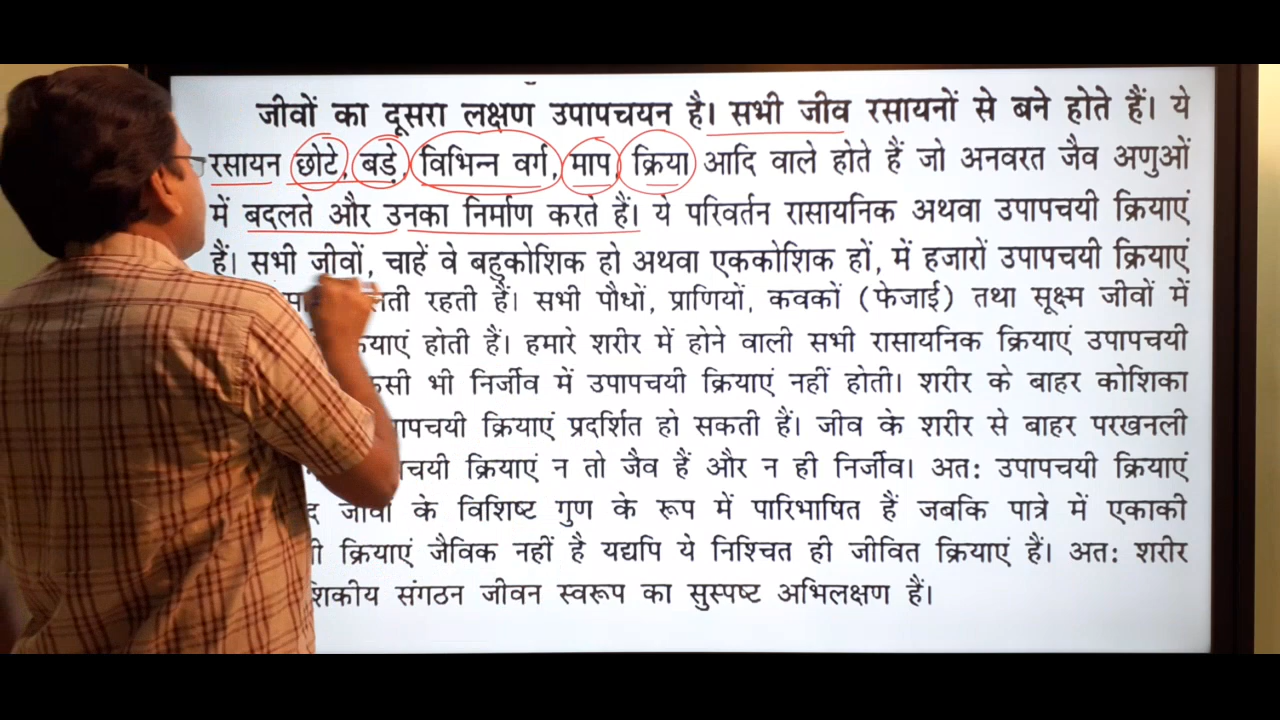 जीवों का दूसरा लक्षण उपापचयन है। सभी जीव रसायनों से बने होते हैं। ये
रसायन छोटे, बड़े, विभिन्न वर्ग, माप, क्रिया आदि वाले होते हैं जो अनवरत जैव अणुओं
में बदलते और उनका निर्माण करते हैं। ये परिवर्तन रासायनिक अथवा उपापचयी क्रियाएं
हैं। सभी जीवों, चाहें वे बहुकोशिक हो अथवा एककोशिक हों, में हजारों उपापचयी क्रियाएं
रहती हैं। सभी पौधों, प्राणियों, कवकों (फेजाई) तथा सूक्ष्म जीवों में
होती हैं। हमारे शरीर में होने वाली सभी रासायनिक क्रियाएं उपापचयी
भी निर्जीव में उपापचयी क्रियाएं नहीं होती। शरीर के बाहर कोशिका
क्रियाएं प्रदर्शित हो सकती हैं। जीव के शरीर से बाहर परखनली
क्रियाएं न तो जैव हैं और न ही निर्जीव। अत: उपापचयी क्रियाएं
के विशिष्ट गुण के रूप में पारिभाषित हैं जबकि पात्रे में एकाकी
क्रियाएं जैविक नहीं है यद्यपि ये निश्चित ही जीवित क्रियाएं हैं। अत: शरीर
संगठन जीवन स्वरूप का सुस्पष्ट अभिलक्षण हैं।